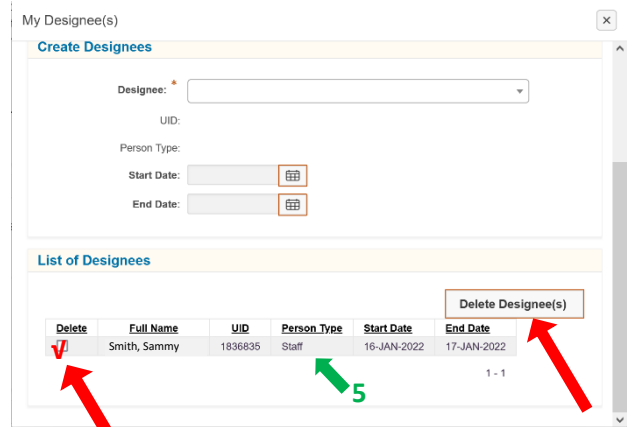 My Designee(s)
Create Designees
Designee: *
UID:
Person Type:
Start Date:
End Date:
List of Designees
Delete Designee(s)
Delete Full Name UID Person Type Start Date End Date
√ Smith, Sammy 1836835 Staff 16-JAN-2022 17-JAN-2022
1 - 1
5